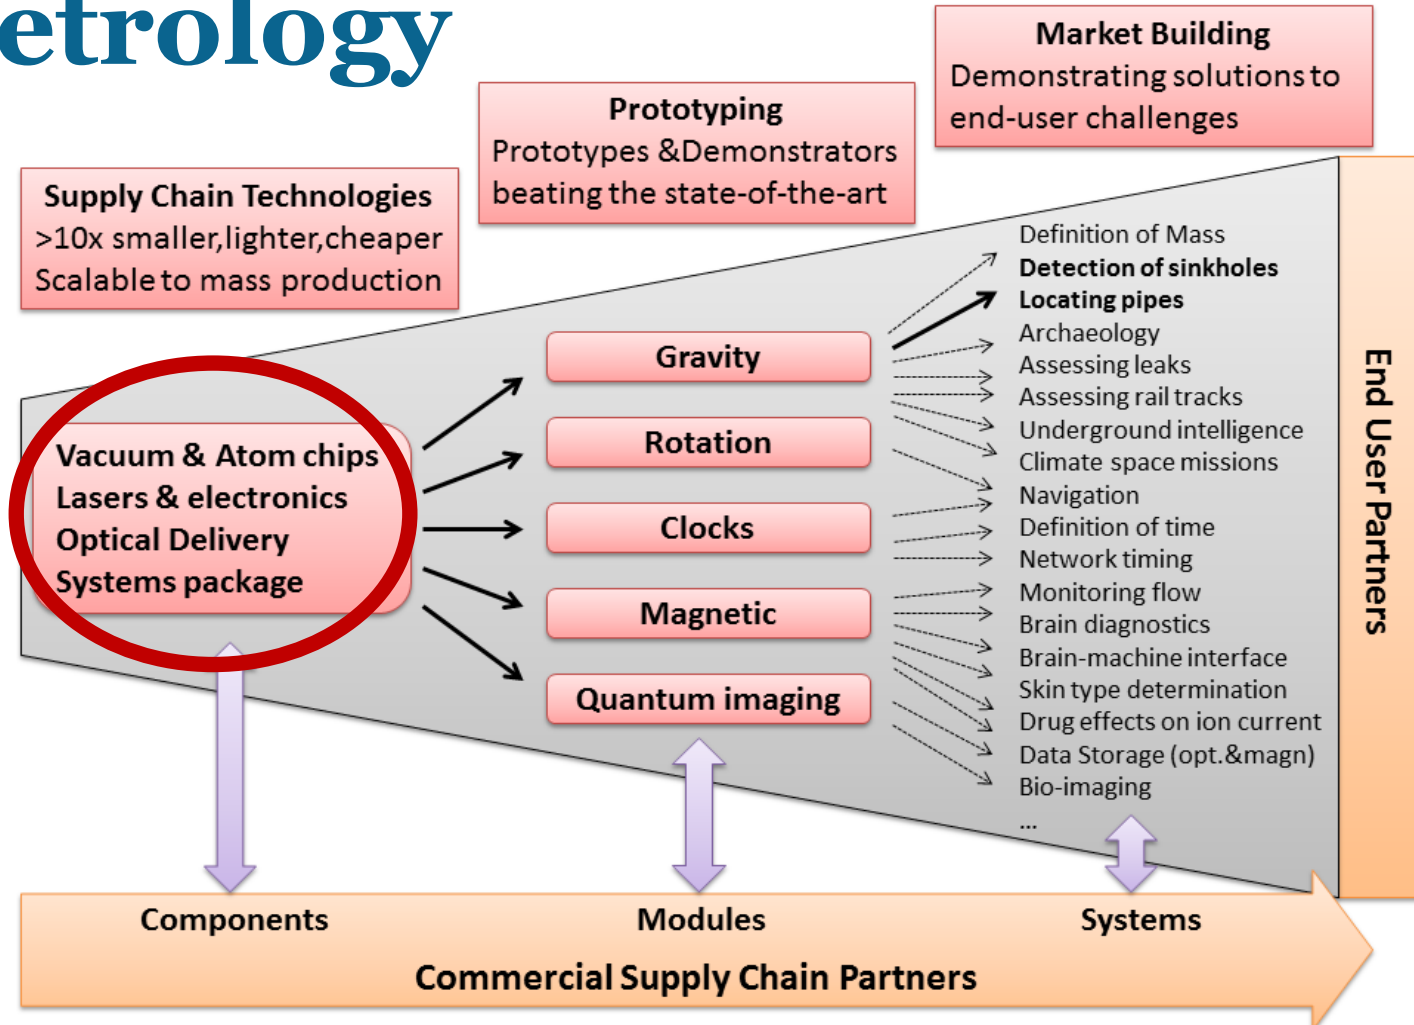 etrology
Market Building
Demonstrating solutions to
end-user challenges
Prototyping
Prototypes &Demonstrators
beating the state-of-the-art
Supply Chain Technologies
>10x smaller,lighter,cheaper
Scalable to mass production
Vacuum & Atom chips
Lasers & electronics
Optical Delivery
Systems package
Gravity
Rotation
Clocks
Magnetic
Quantum imaging
Definition of Mass
Detection of sinkholes
Locating pipes
Archaeology
Assessing leaks
Assessing rail tracks
Underground intelligence
Climate space missions
Navigation
Definition of time
Network timing
Monitoring flow
Brain diagnostics
Brain-machine interface
Skin type determination
Drug effects on ion current
Data Storage (opt.&magn)
Bio-imaging
...
End User Partners
Components
Modules
Systems
Commercial Supply Chain Partners